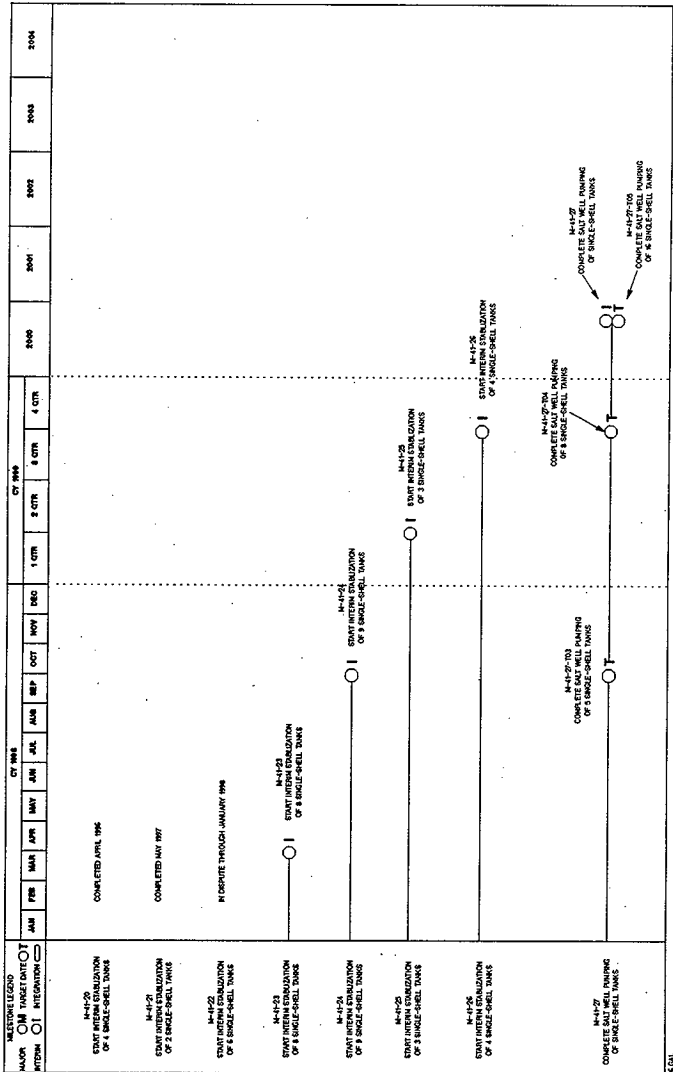 MILESTONE LEGEND
MAJOR M TARGET DATE T
INTERIM I INTEGRATION
CY 1998
CY 1999
2000
2001
2002
2003
2004
JAN FEB MAR APR MAY JUN JUL AUG SEP OCT NOV DEC
1 QTR 2 QTR 3 QTR 4 QTR
M-41-20
START INTERIM STABILIZATION
OF 4 SINGLE-SHELL TANKS
COMPLETED APRIL 1996
M-41-21
START INTERIM STABILIZATION
OF 2 SINGLE-SHELL TANKS
COMPLETED MAY 1997
M-41-22
START INTERIM STABILIZATION
OF 6 SINGLE-SHELL TANKS
IN DISPUTE THROUGH JANUARY 1998
M-41-23
START INTERIM STABILIZATION
OF 8 SINGLE-SHELL TANKS
I
M-41-23
START INTERIM STABILIZATION
OF 8 SINGLE-SHELL TANKS
M-41-24
START INTERIM STABILIZATION
OF 9 SINGLE-SHELL TANKS
I
M-41-24
START INTERIM STABILIZATION
OF 9 SINGLE-SHELL TANKS
M-41-25
START INTERIM STABILIZATION
OF 3 SINGLE-SHELL TANKS
I
M-41-25
START INTERIM STABILIZATION
OF 3 SINGLE-SHELL TANKS
M-41-26
START INTERIM STABILIZATION
OF 4 SINGLE-SHELL TANKS
I
M-41-26
START INTERIM STABLIZATION
OF 4 SINGLE-SHELL TANKS
M-41-27
COMPLETE SALT WELL PUMPING
OF SINGLE-SHELL TANKS
M-41-27-T03
COMPLETE SALT WELL PUMPING
OF 5 SINGLE-SHELL TANKS
T
M-41-27-T04
COMPLETE SALT WELL PUMPING
OF 8 SINGLE-SHELL TANKS
T
M-41-27
COMPLETE SALT WELL PUMPING
OF SINGLE-SHELL TANKS
I
T
M-41-27-T05
COMPLETE SALT WELL PUMPING
OF 16 SINGLE-SHELL TANKS